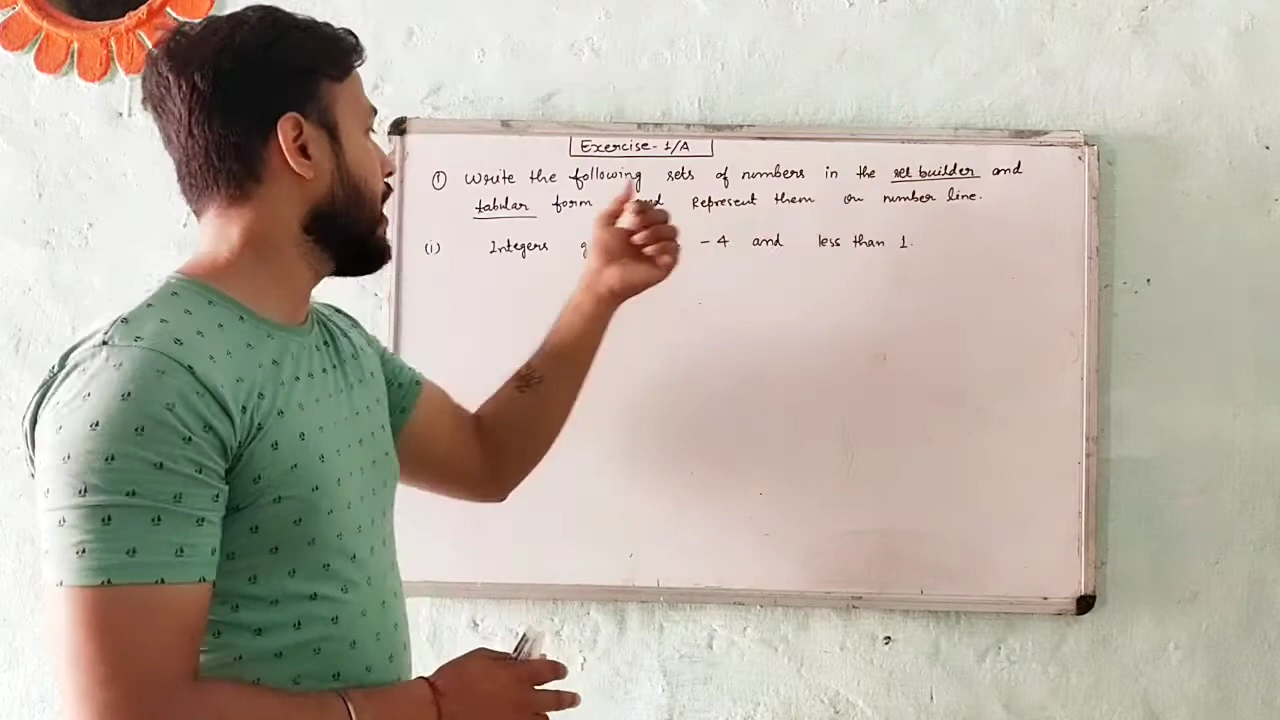 Exercise - 1/A
① Write the following sets of numbers in the set builder and
tabular form and Represent them on number line.
(i) Integers - 4 and less than 1.